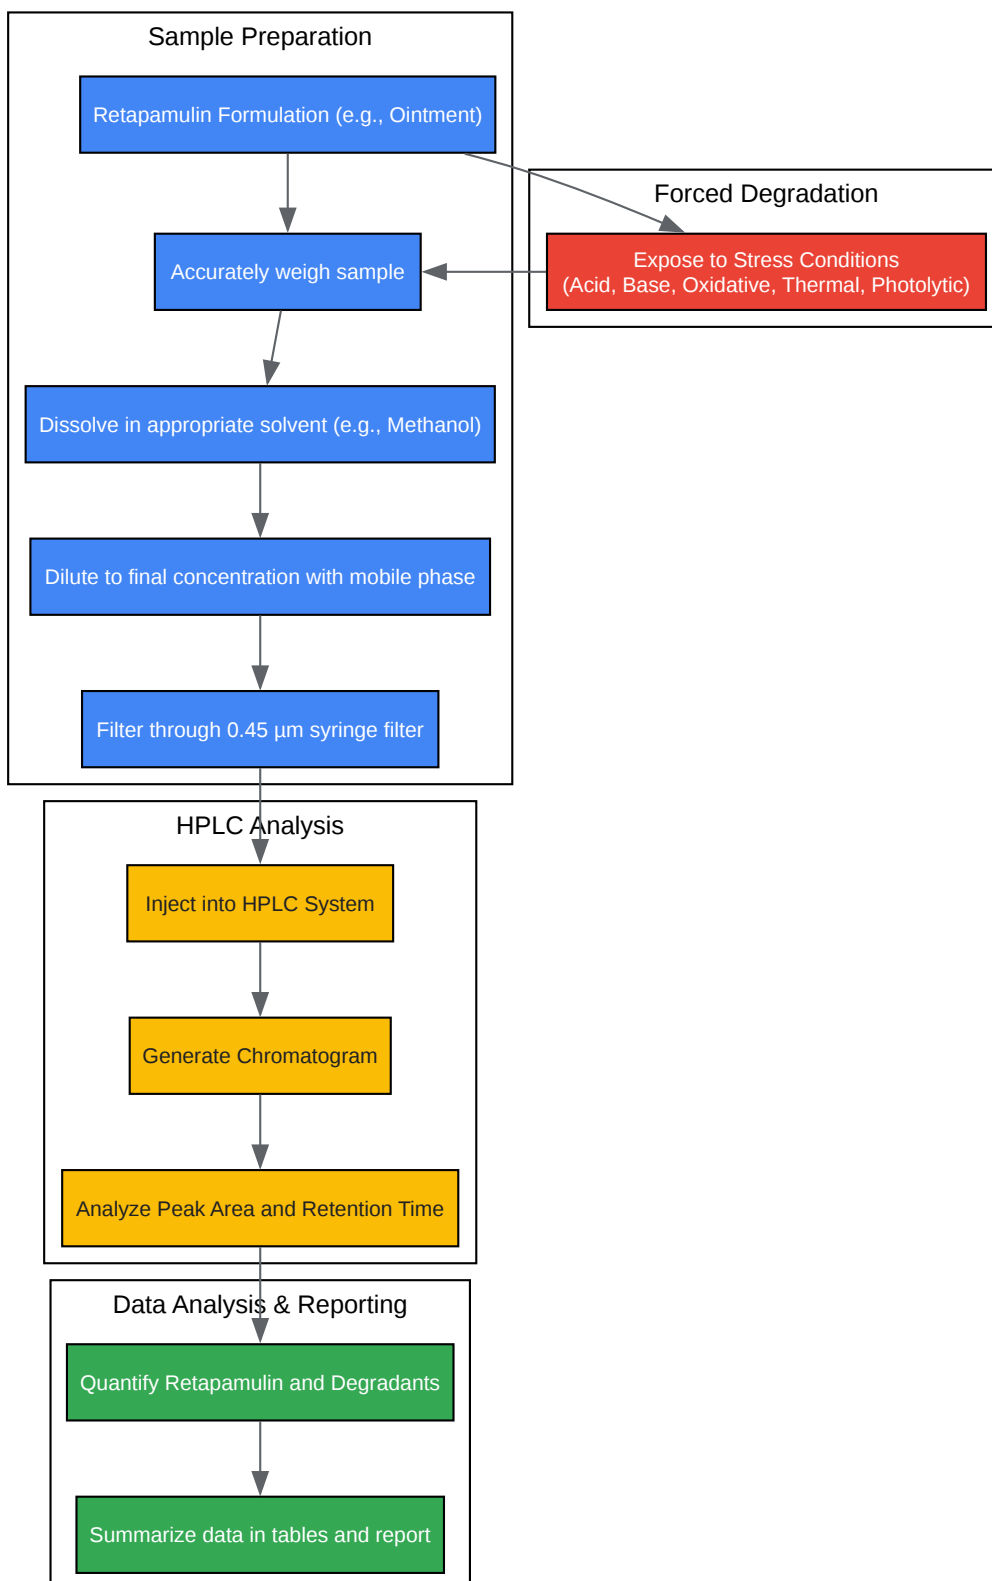 Sample Preparation
Retapamulin Formulation (e.g., Ointment)
Forced Degradation
Expose to Stress Conditions
(Acid, Base, Oxidative, Thermal, Photolytic)
Accurately weigh sample
Dissolve in appropriate solvent (e.g., Methanol)
Dilute to final concentration with mobile phase
Filter through 0.45 µm syringe filter
HPLC Analysis
Inject into HPLC System
Generate Chromatogram
Analyze Peak Area and Retention Time
Data Analysis & Reporting
Quantify Retapamulin and Degradants
Summarize data in tables and report